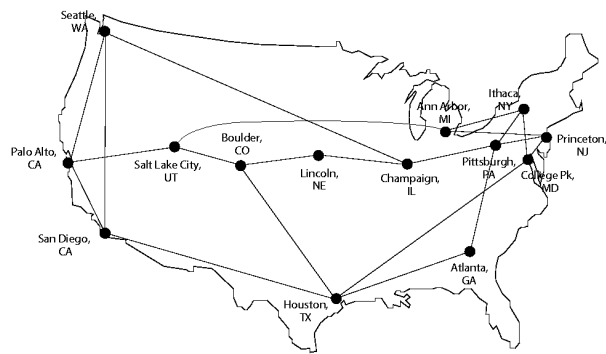 Seattle,
WA
Ithaca,
NY
Ann Arbor,
MI
Boulder,
CO
Princeton,
NJ
Palo Alto,
CA
Salt Lake City,
UT
Lincoln,
NE
Champaign,
IL
Pittsburgh,
PA
College Pk,
MD
San Diego,
CA
Atlanta,
GA
Houston,
TX